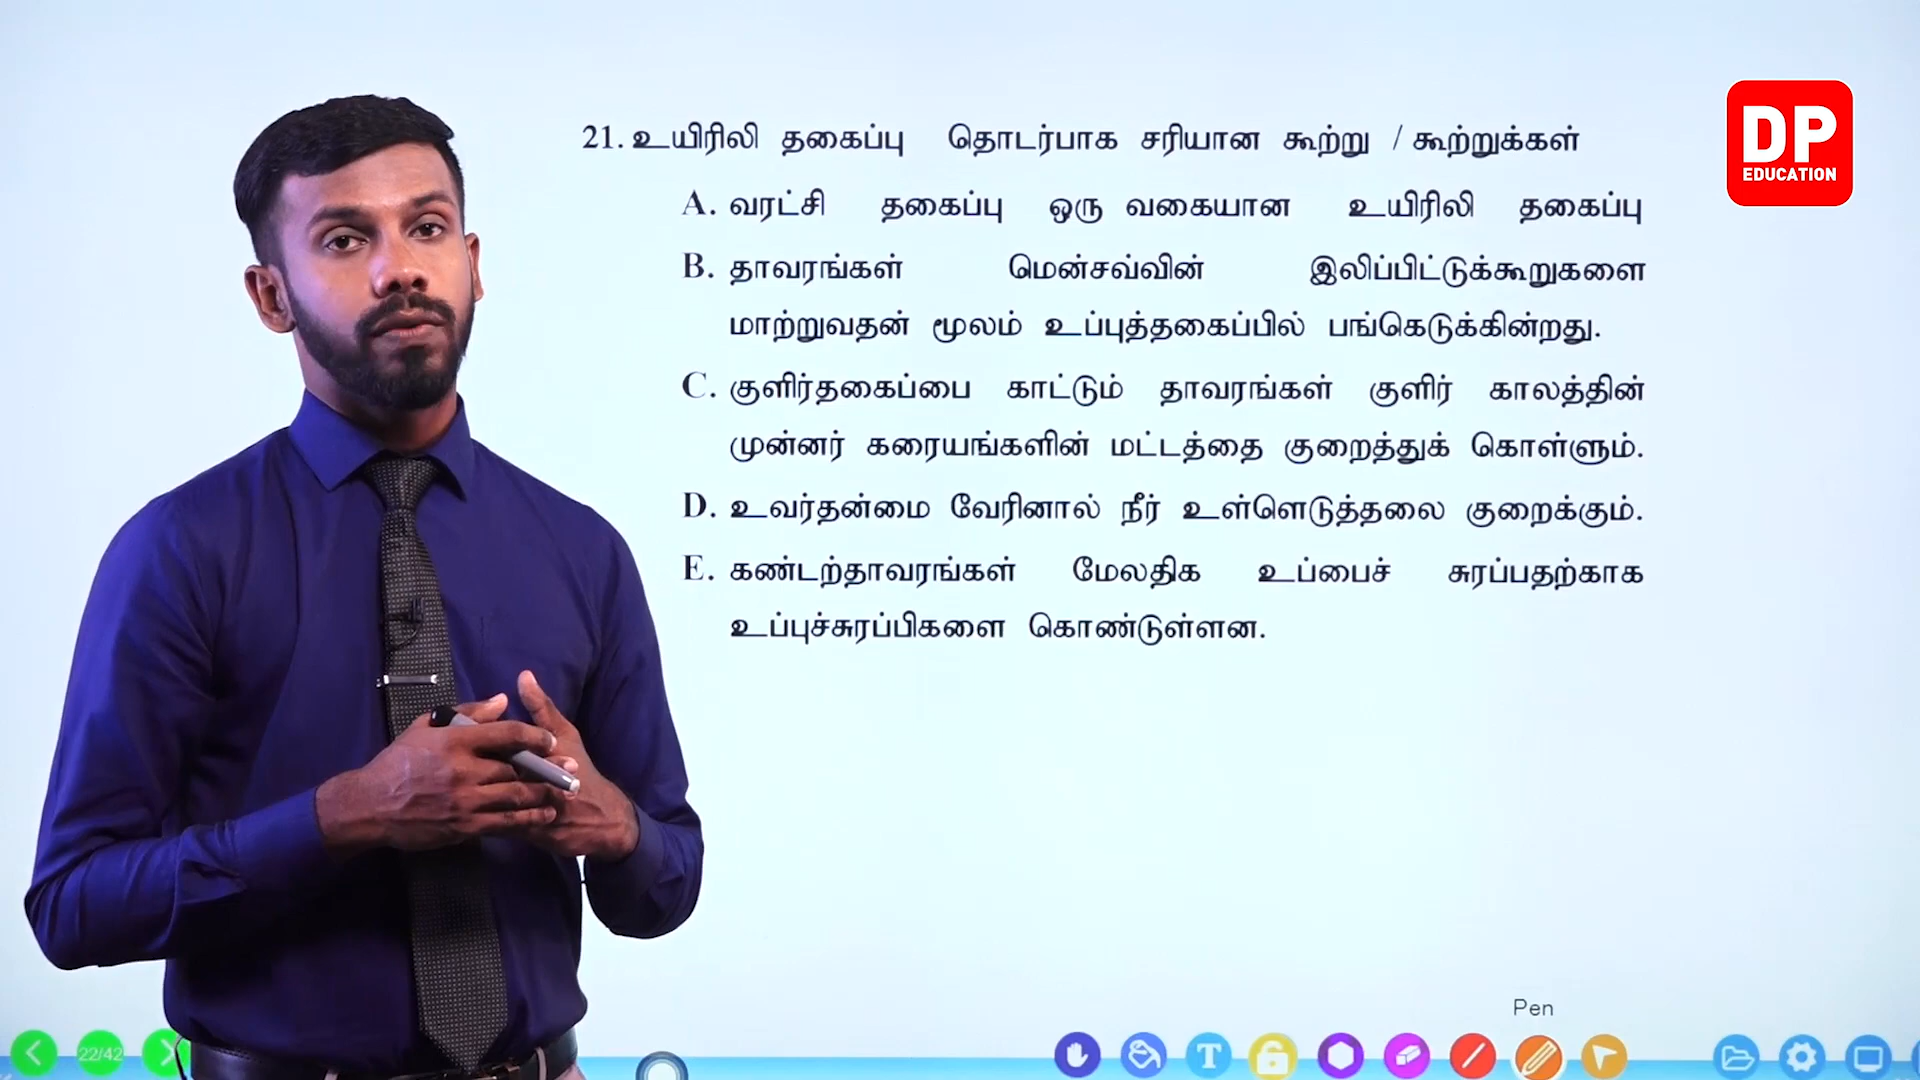 21. உயிரிலி தகைப்பு தொடர்பாக சரியான கூற்று / கூற்றுக்கள்
A. வரட்சி தகைப்பு ஒரு வகையான உயிரிலி தகைப்பு
B. தாவரங்கள் மென்சவ்வின் இலிப்பிட்டுக்கூறுகளை
மாற்றுவதன் மூலம் உப்புத்தகைப்பில் பங்கெடுக்கின்றது.
C. குளிர்தகைப்பை காட்டும் தாவரங்கள் குளிர் காலத்தின்
முன்னர் கரையங்களின் மட்டத்தை குறைத்துக் கொள்ளும்.
D. உவர்தன்மை வேரினால் நீர் உள்ளெடுத்தலை குறைக்கும்.
E. கண்டற்தாவரங்கள் மேலதிக உப்பைச் சுரப்பதற்காக
உப்புச்சுரப்பிகளை கொண்டுள்ளன.
DP
EDUCATION
Pen
22/42
T